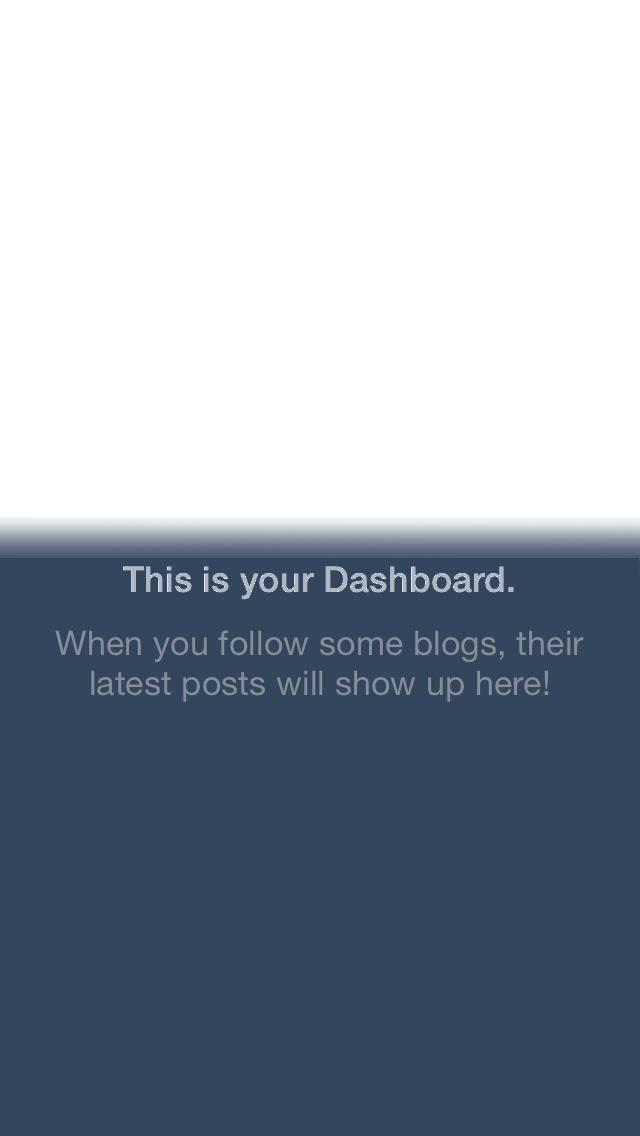 This is your Dashboard.
When you follow some blogs, their
latest posts will show up here!